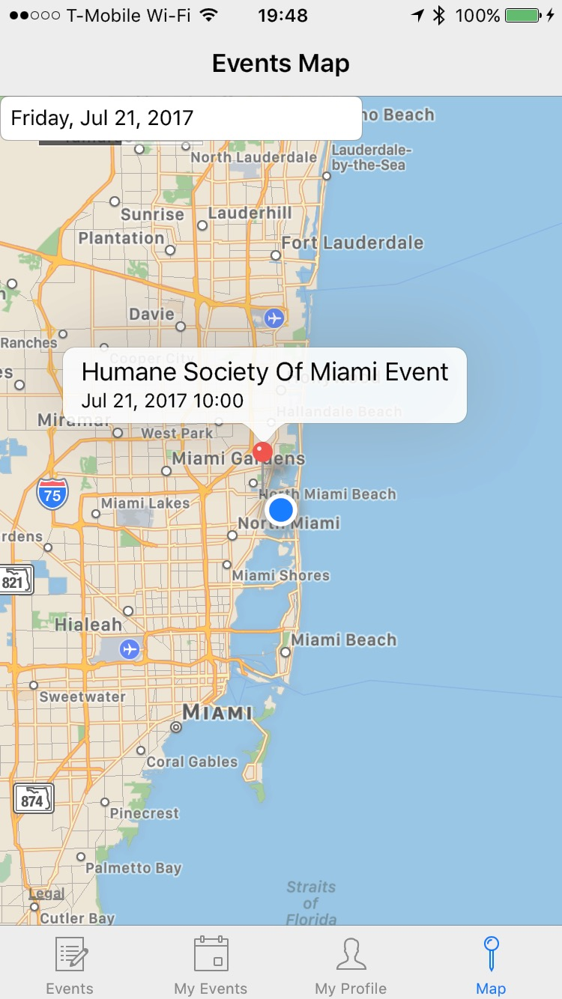 T-Mobile Wi-Fi 19:48 100%
Events Map
Friday, Jul 21, 2017
no Beach
Lauderdale-
by-the-Sea
North Lauderdale
Sunrise
Lauderhill
Plantation
Fort Lauderdale
Davie
Ranches
Cooper City
es
Humane Society Of Miami Event
Jul 21, 2017 10:00
Hallandale Beach
Miramar
West Park
Miami Gardens
75
North Miami Beach
Miami Lakes
North Miami
rdens
821
Miami Shores
Hialeah
Miami Beach
Sweetwater
MIAMI
Coral Gables
874
Pinecrest
Palmetto Bay
Straits
of
Florida
Legal
Cutler Bay
Events My Events My Profile Map